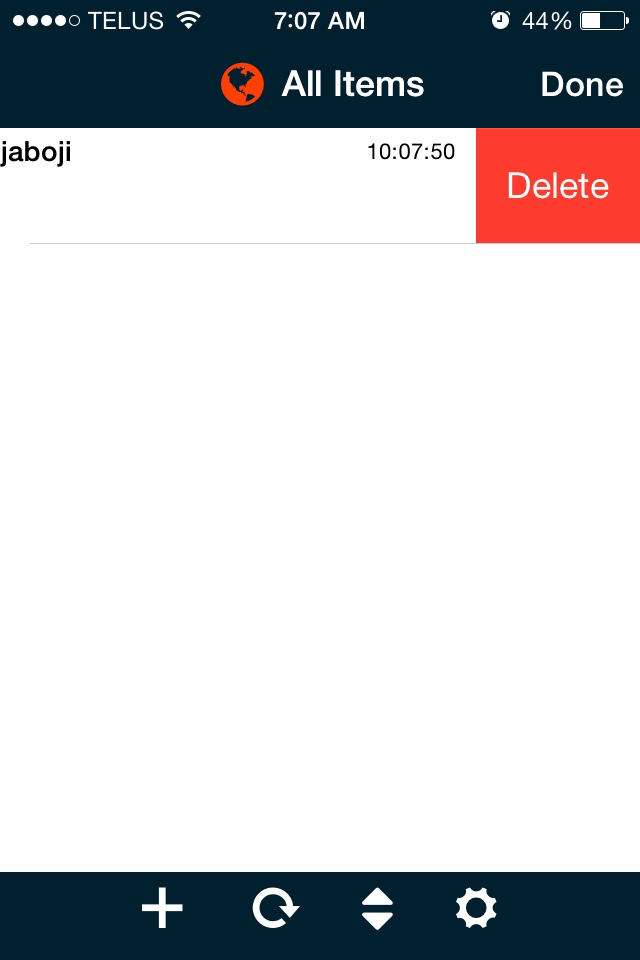 TELUS 7:07 AM 44%
All Items Done
jaboji 10:07:50
Delete